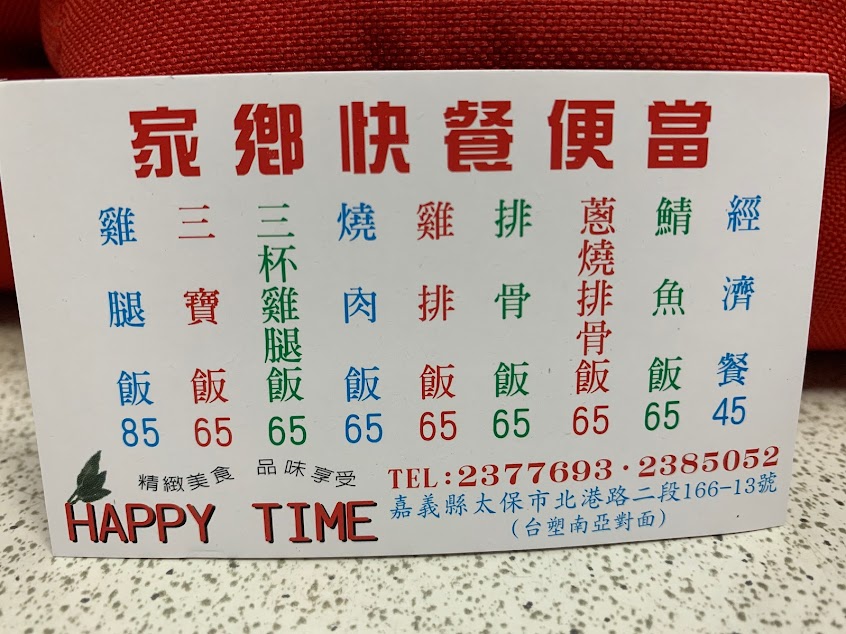 家鄉快餐便當
雞腿飯 85
三寶飯 65
三杯雞腿飯 65
燒肉飯 65
雞排飯 65
排骨飯 65
蔥燒排骨飯 65
鯖魚飯 65
經濟餐 45
精緻美食 品味享受
HAPPY TIME
TEL:2377693·2385052
嘉義縣太保市北港路二段166-13號
(台塑南亞對面)